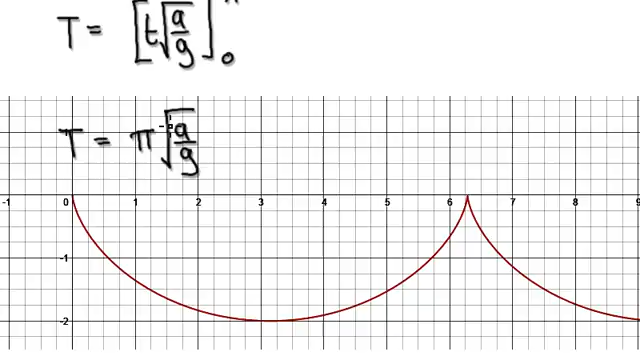 T = [t√a/g]₀
T = π√a/g
-1 0 1 2 3 4 5 6 7 8 9
-1
-2